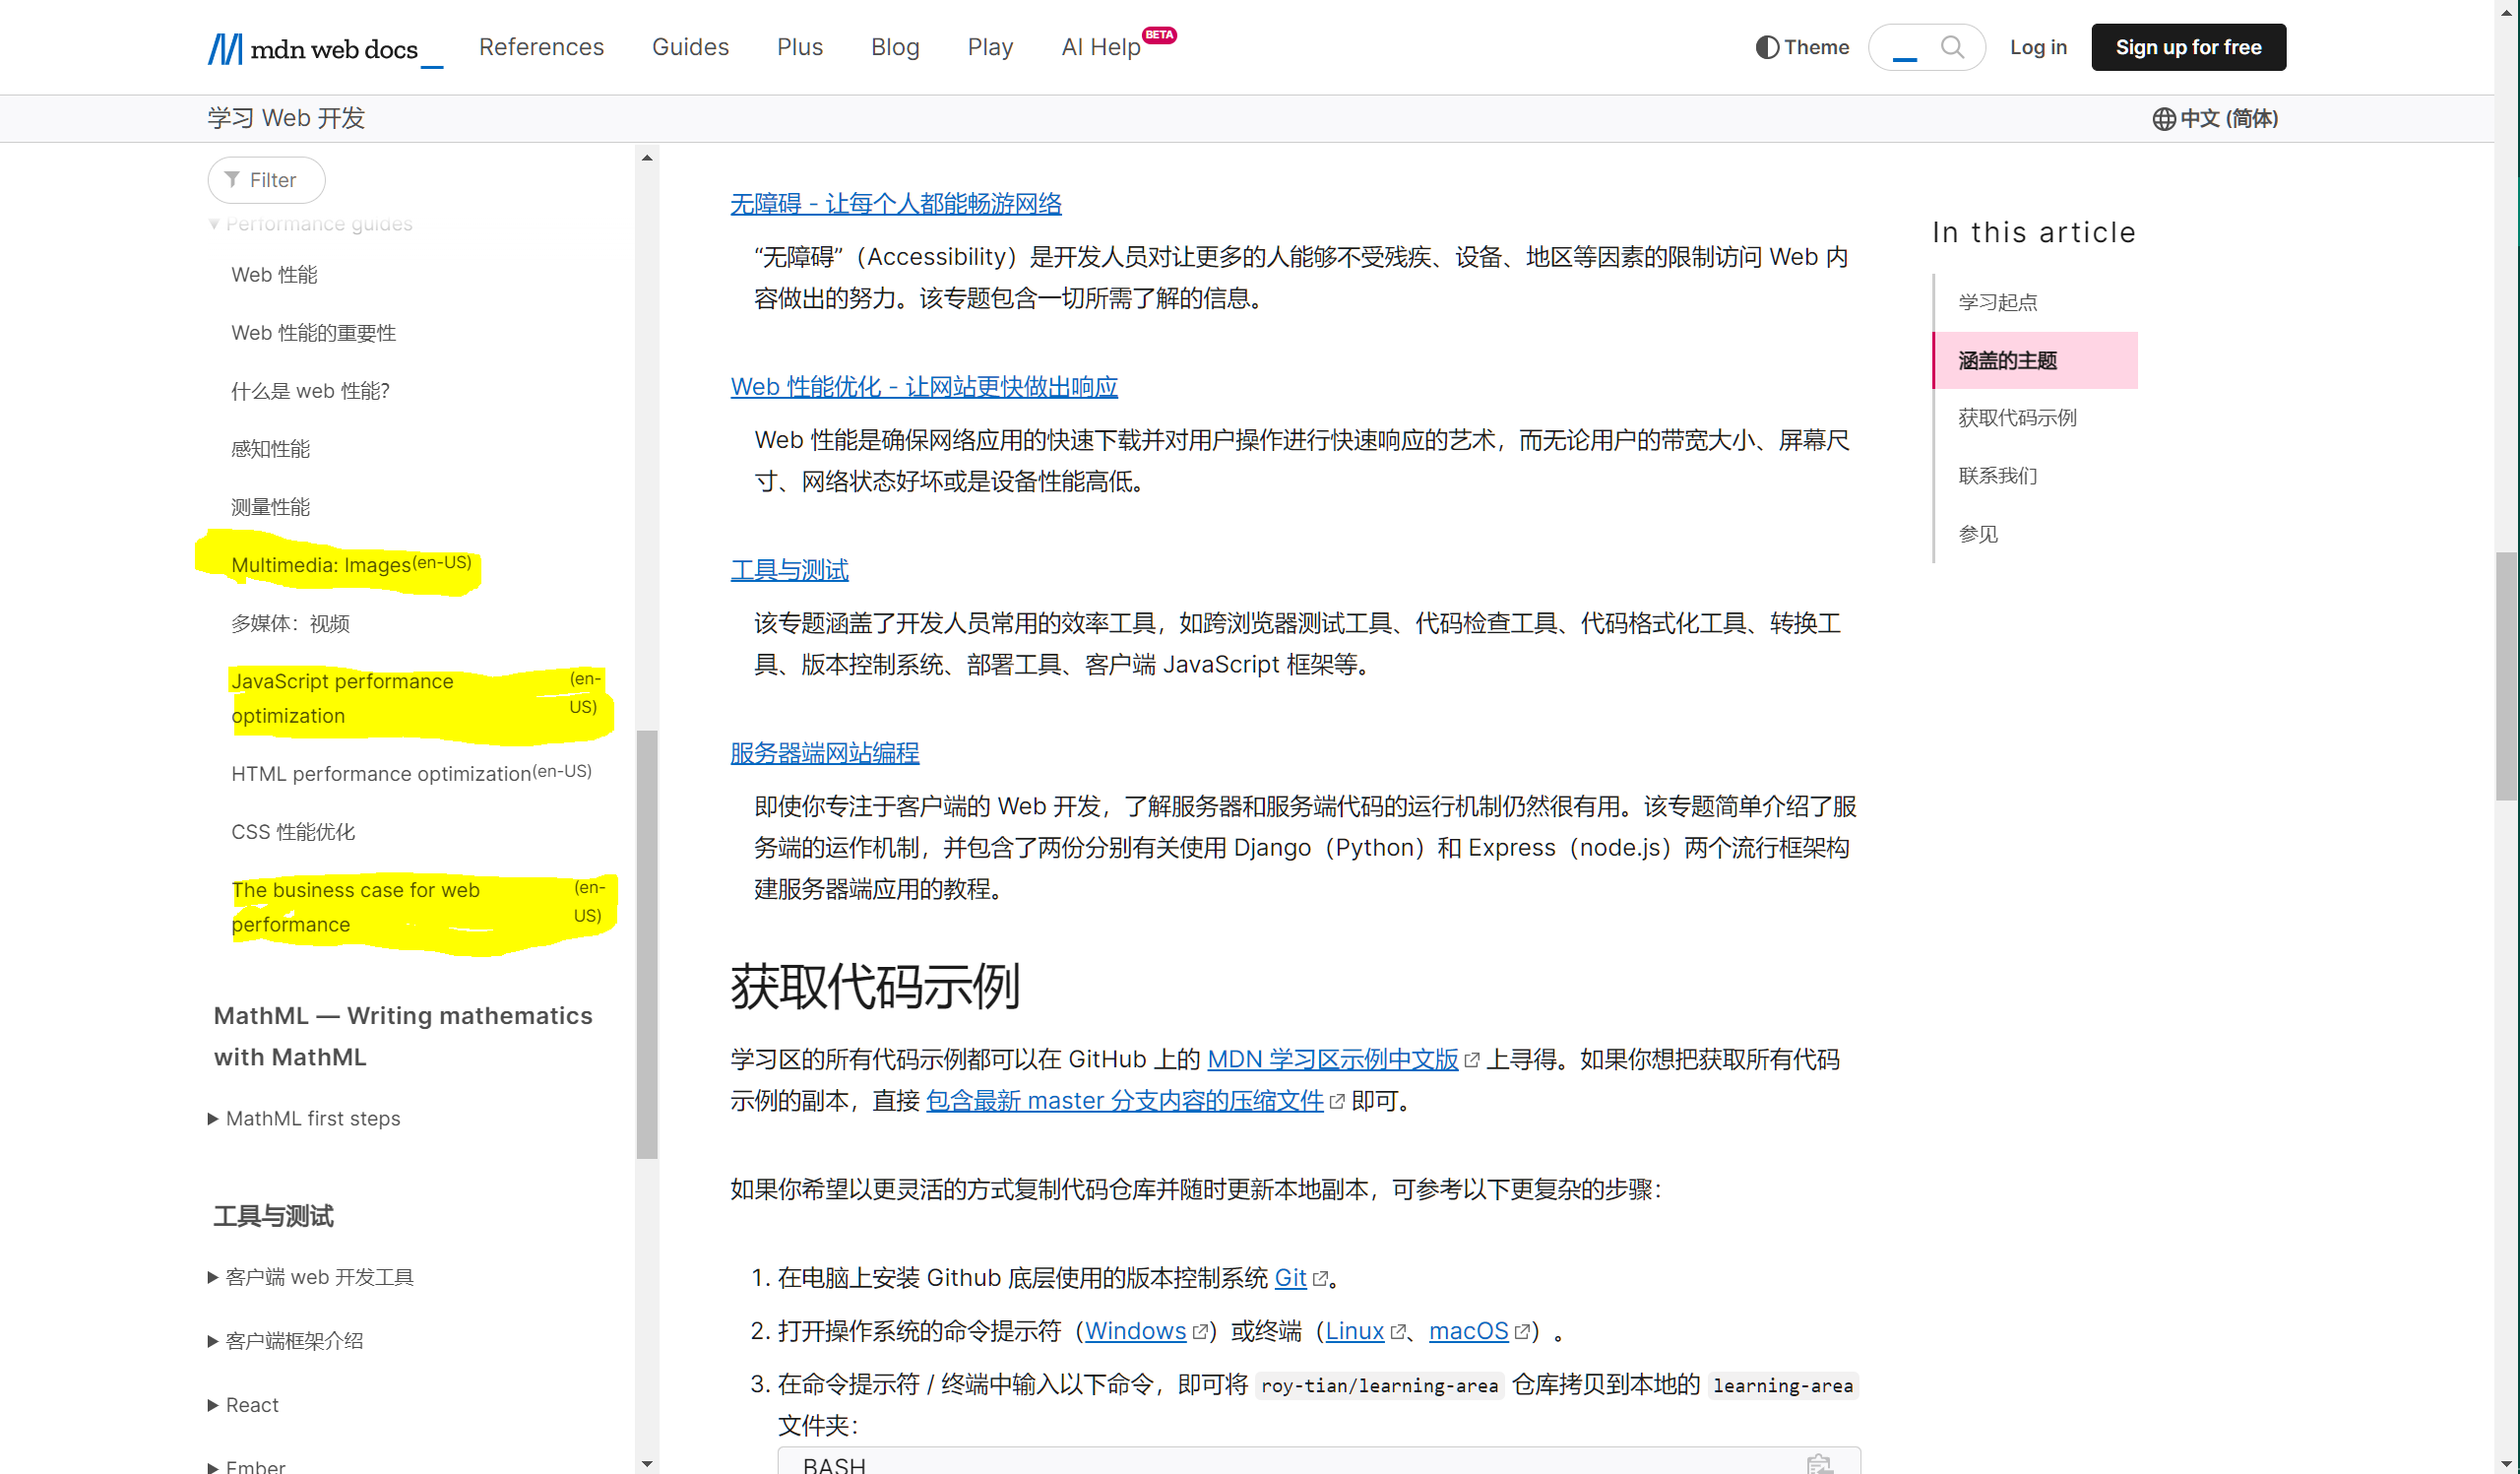 mdn web docs
References
Guides
Plus
Blog
Play
AI Help BETA
Theme
Log in
Sign up for free
学习 Web 开发
中文 (简体)
Filter
Performance guides
Web 性能
Web 性能的重要性
什么是 web 性能?
感知性能
测量性能
Multimedia: Images(en-US)
多媒体：视频
JavaScript performance (en-
optimization US)
HTML performance optimization(en-US)
CSS 性能优化
The business case for web (en-
performance US)
MathML — Writing mathematics
with MathML
MathML first steps
工具与测试
客户端 web 开发工具
客户端框架介绍
React
Ember
无障碍 - 让每个人都能畅游网络
“无障碍”（Accessibility）是开发人员对让更多的人能够不受残疾、设备、地区等因素的限制访问 Web 内
容做出的努力。该专题包含一切所需了解的信息。
Web 性能优化 - 让网站更快做出响应
Web 性能是确保网络应用的快速下载并对用户操作进行快速响应的艺术，而无论用户的带宽大小、屏幕尺
寸、网络状态好坏或是设备性能高低。
工具与测试
该专题涵盖了开发人员常用的效率工具，如跨浏览器测试工具、代码检查工具、代码格式化工具、转换工
具、版本控制系统、部署工具、客户端 JavaScript 框架等。
服务器端网站编程
即使你专注于客户端的 Web 开发，了解服务器和服务端代码的运行机制仍然很有用。该专题简单介绍了服
务端的运作机制，并包含了两份分别有关使用 Django（Python）和 Express（node.js）两个流行框架构
建服务器端应用的教程。
获取代码示例
学习区的所有代码示例都可以在 GitHub 上的 MDN 学习区示例中文版 上寻得。如果你想把获取所有代码
示例的副本，直接 包含最新 master 分支内容的压缩文件 即可。
如果你希望以更灵活的方式复制代码仓库并随时更新本地副本，可参考以下更复杂的步骤：
1. 在电脑上安装 Github 底层使用的版本控制系统 Git。
2. 打开操作系统的命令提示符（Windows）或终端（Linux、macOS）。
3. 在命令提示符 / 终端中输入以下命令，即可将 roy-tian/learning-area 仓库拷贝到本地的 learning-area
文件夹：
BASH
In this article
学习起点
涵盖的主题
获取代码示例
联系我们
参见